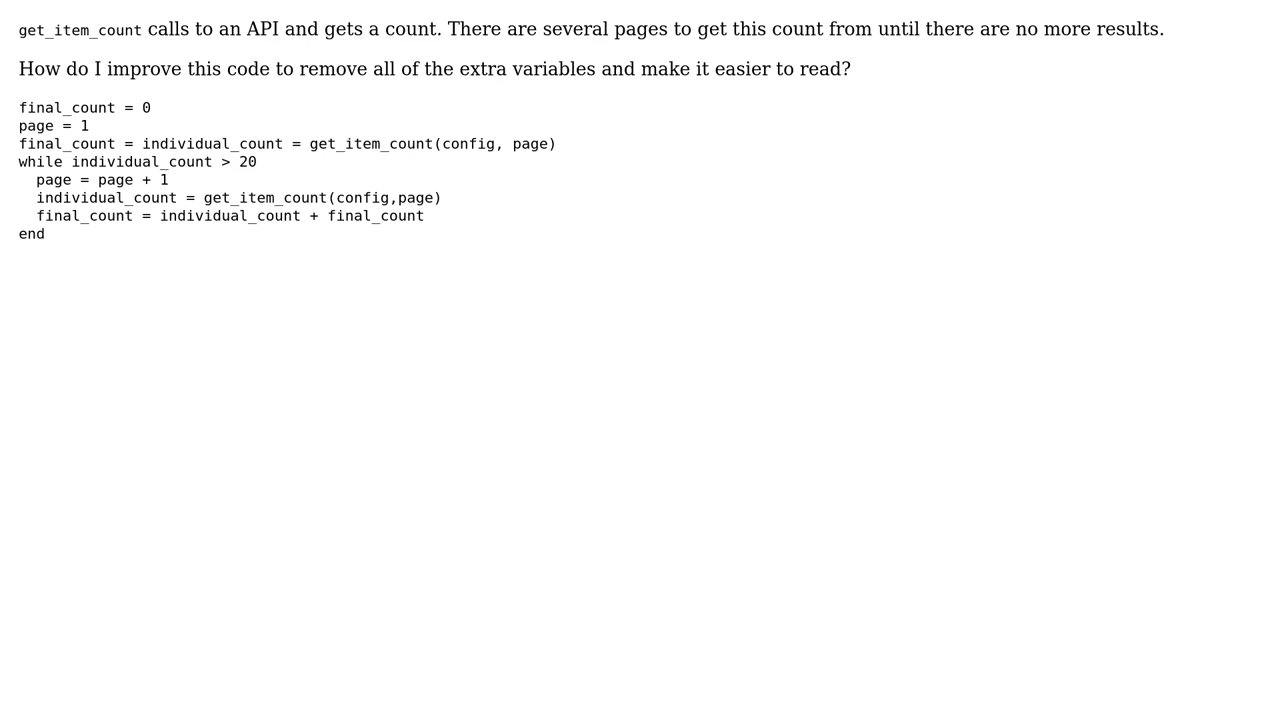 get_item_count calls to an API and gets a count. There are several pages to get this count from until there are no more results.
How do I improve this code to remove all of the extra variables and make it easier to read?
final_count = 0
page = 1
final_count = individual_count = get_item_count(config, page)
while individual_count > 20
  page = page + 1
  individual_count = get_item_count(config,page)
  final_count = individual_count + final_count
end